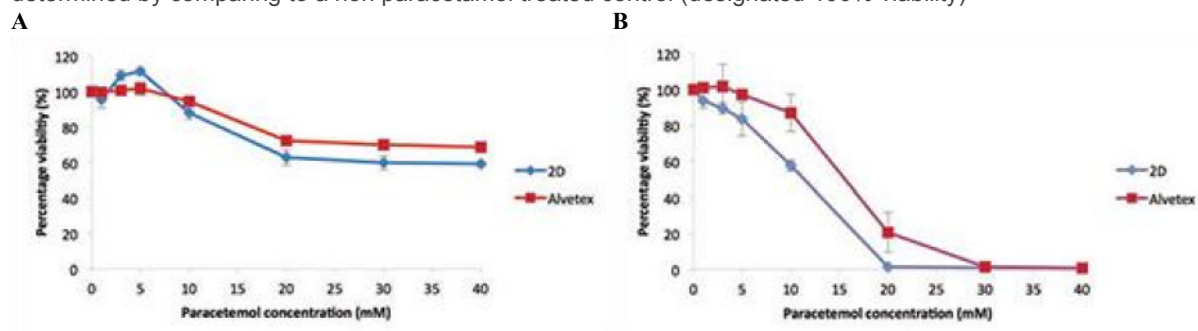 determined by comparing to a non paracetamol treated control (designated 100% viability)
A
B
Percentage viabiltiy (%)
120
100
80
60
40
20
0
0 5 10 15 20 25 30 35 40
Paracetemol concentration (mM)
2D
Alvetex
Percentage viabiltiy (%)
120
100
80
60
40
20
0
0 5 10 15 20 25 30 35 40
Paracetemol concentration (mM)
2D
Alvetex